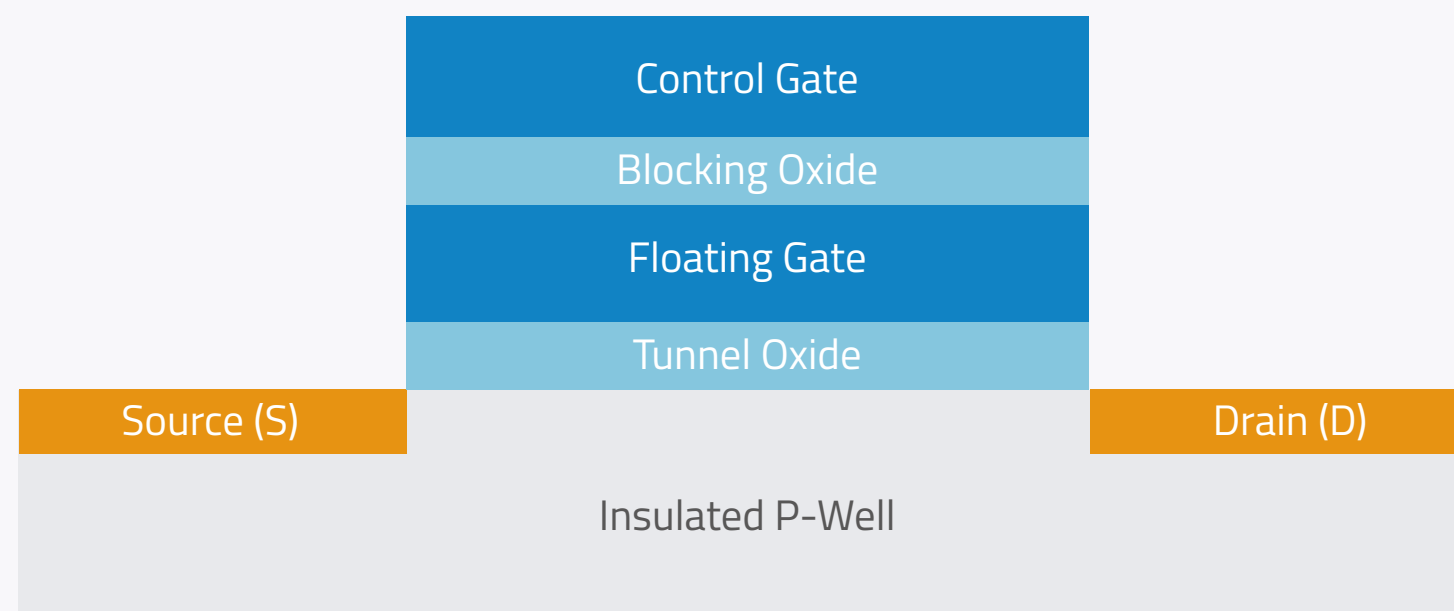 Control Gate
Blocking Oxide
Floating Gate
Tunnel Oxide
Source (S)
Drain (D)
Insulated P-Well